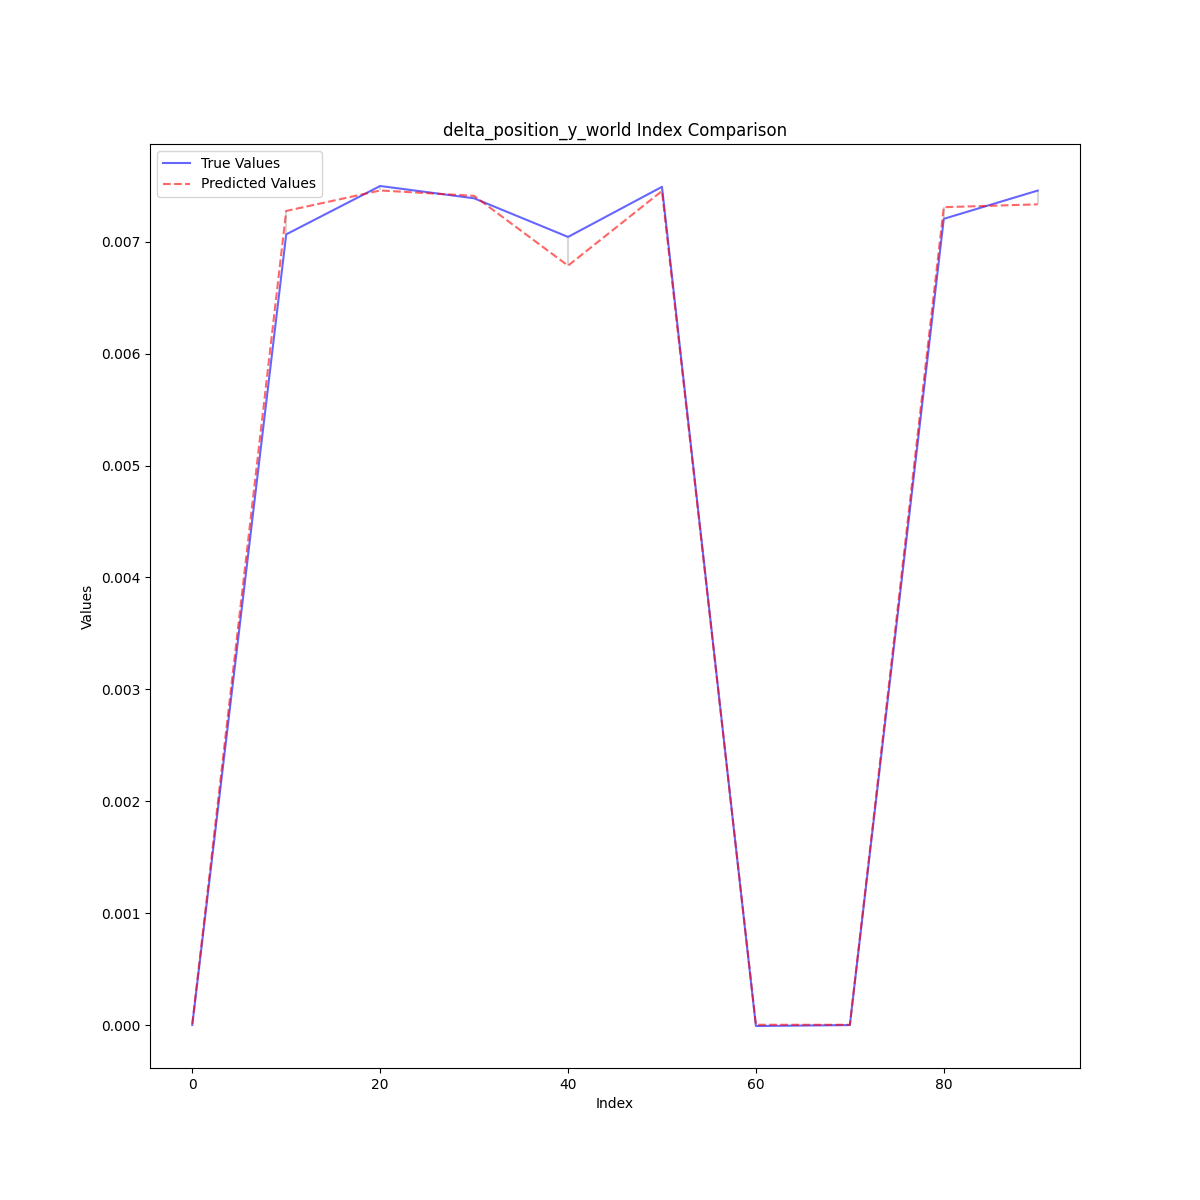 delta_position_y_world Index Comparison
True Values
Predicted Values
0.007
0.006
0.005
0.004
0.003
0.002
0.001
0.000
Values
0 20 40 60 80
Index